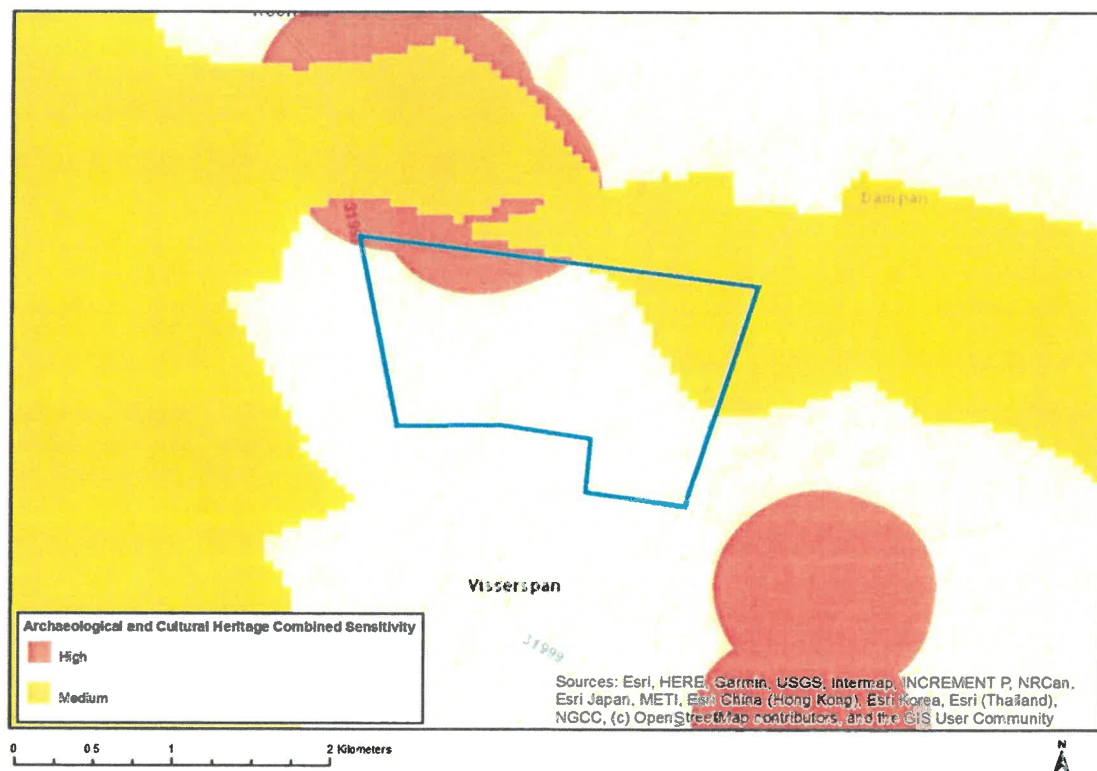 Dampan
Visserspan
31999
Archaeological and Cultural Heritage Combined Sensitivity
High
Medium
Sources: Esri, HERE, Garmin, USGS, Intermap, INCREMENT P, NRCan,
Esri Japan, METI, Esri China (Hong Kong), Esri Korea, Esri (Thailand),
NGCC, (c) OpenStreetMap contributors, and the GIS User Community
0 0.5 1 2 Kilometers
N